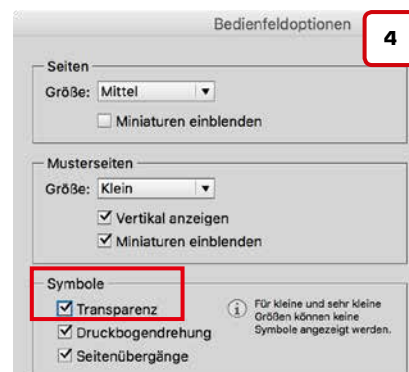 Bedienfeldoptionen
4
Seiten
Größe: Mittel
Miniaturen einblenden
Musterseiten
Größe: Klein
Vertikal anzeigen
Miniaturen einblenden
Symbole
Transparenz
Druckbogendrehung
Seitenübergänge
Für kleine und sehr kleine
Größen können keine
Symbole angezeigt werden.